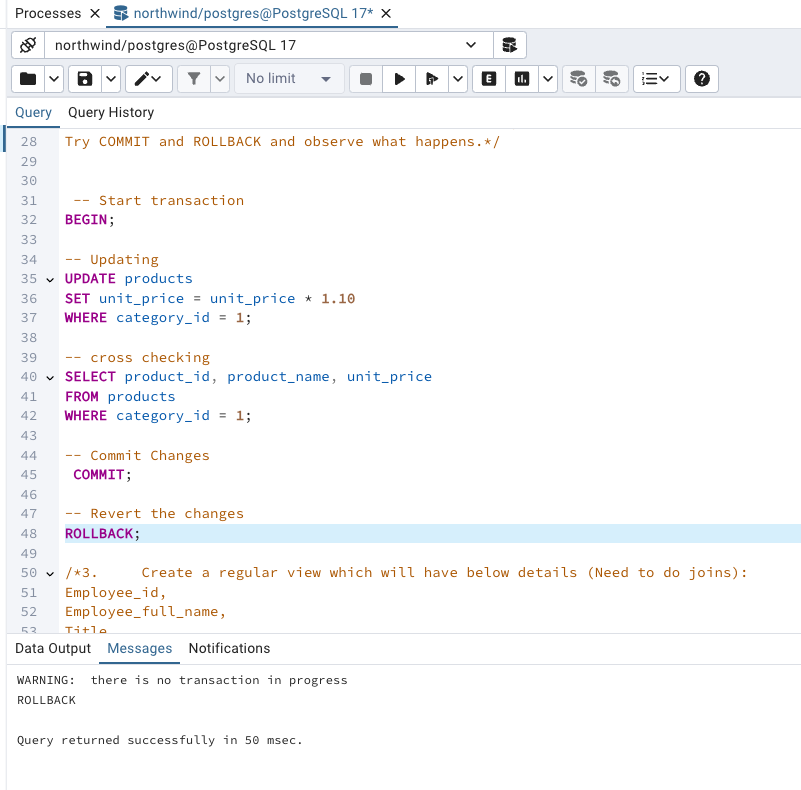 Processes
northwind/postgres@PostgreSQL 17*
northwind/postgres@PostgreSQL 17
No limit
E
Query
Query History
28 Try COMMIT and ROLLBACK and observe what happens.*/
29
30
31 -- Start transaction
32 BEGIN;
33
34 -- Updating
35 UPDATE products
36 SET unit_price = unit_price * 1.10
37 WHERE category_id = 1;
38
39 -- cross checking
40 SELECT product_id, product_name, unit_price
41 FROM products
42 WHERE category_id = 1;
43
44 -- Commit Changes
45 COMMIT;
46
47 -- Revert the changes
48 ROLLBACK;
49
50 /*3. Create a regular view which will have below details (Need to do joins):
51 Employee_id,
52 Employee_full_name,
53 Title
Data Output Messages Notifications
WARNING: there is no transaction in progress
ROLLBACK
Query returned successfully in 50 msec.